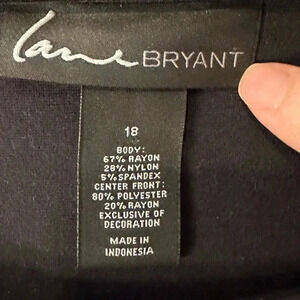 Lane BRYANT
18
BODY:
67% RAYON
28% NYLON
5% SPANDEX
CENTER FRONT:
80% POLYESTER
20% RAYON
EXCLUSIVE OF
DECORATION
MADE IN
INDONESIA